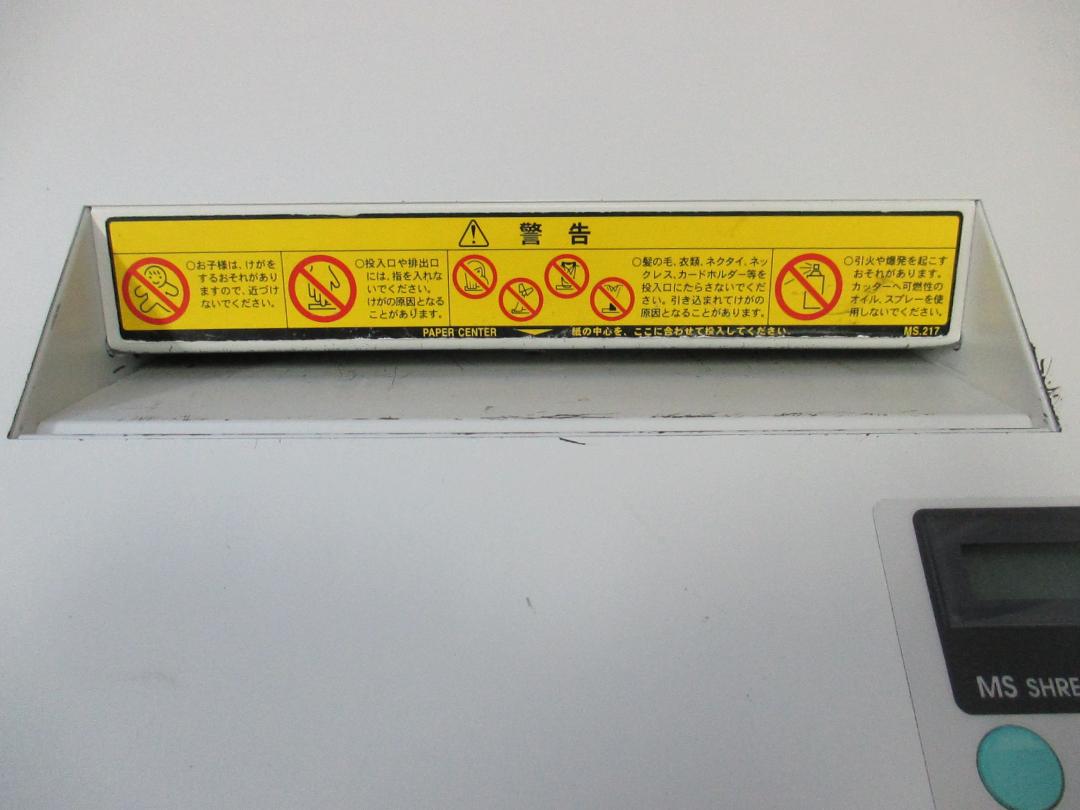 警告
○お子様は、けがを
するおそれがあり
ますので、近づけ
ないでください。
○投入口や排出口
には、指を入れな
いでください。
けがの原因となる
ことがあります。
○髪の毛、衣類、ネクタイ、ネッ
クレス、カードホルダー等を
投入口にたらさないでくだ
さい。引き込まれてけがの
原因となることがあります。
○引火や爆発を起こす
おそれがあります。
カッターへ可燃性の
オイル、スプレーを使
用しないでください。
PAPER CENTER 紙の中心を、ここに合わせて投入してください。 MS.217
MS SHRE